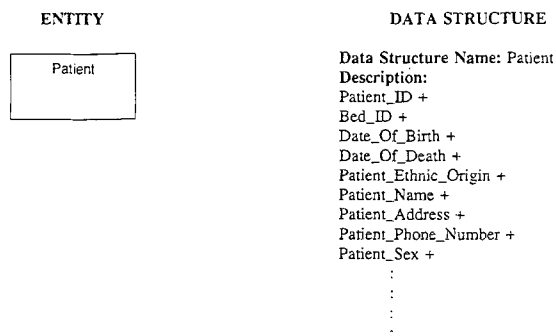 ENTITY
DATA STRUCTURE
Patient
Data Structure Name: Patient
Description:
Patient_ID +
Bed_ID +
Date_Of_Birth +
Date_Of_Death +
Patient_Ethnic_Origin +
Patient_Name +
Patient_Address +
Patient_Phone_Number +
Patient_Sex +
:
:
:
.